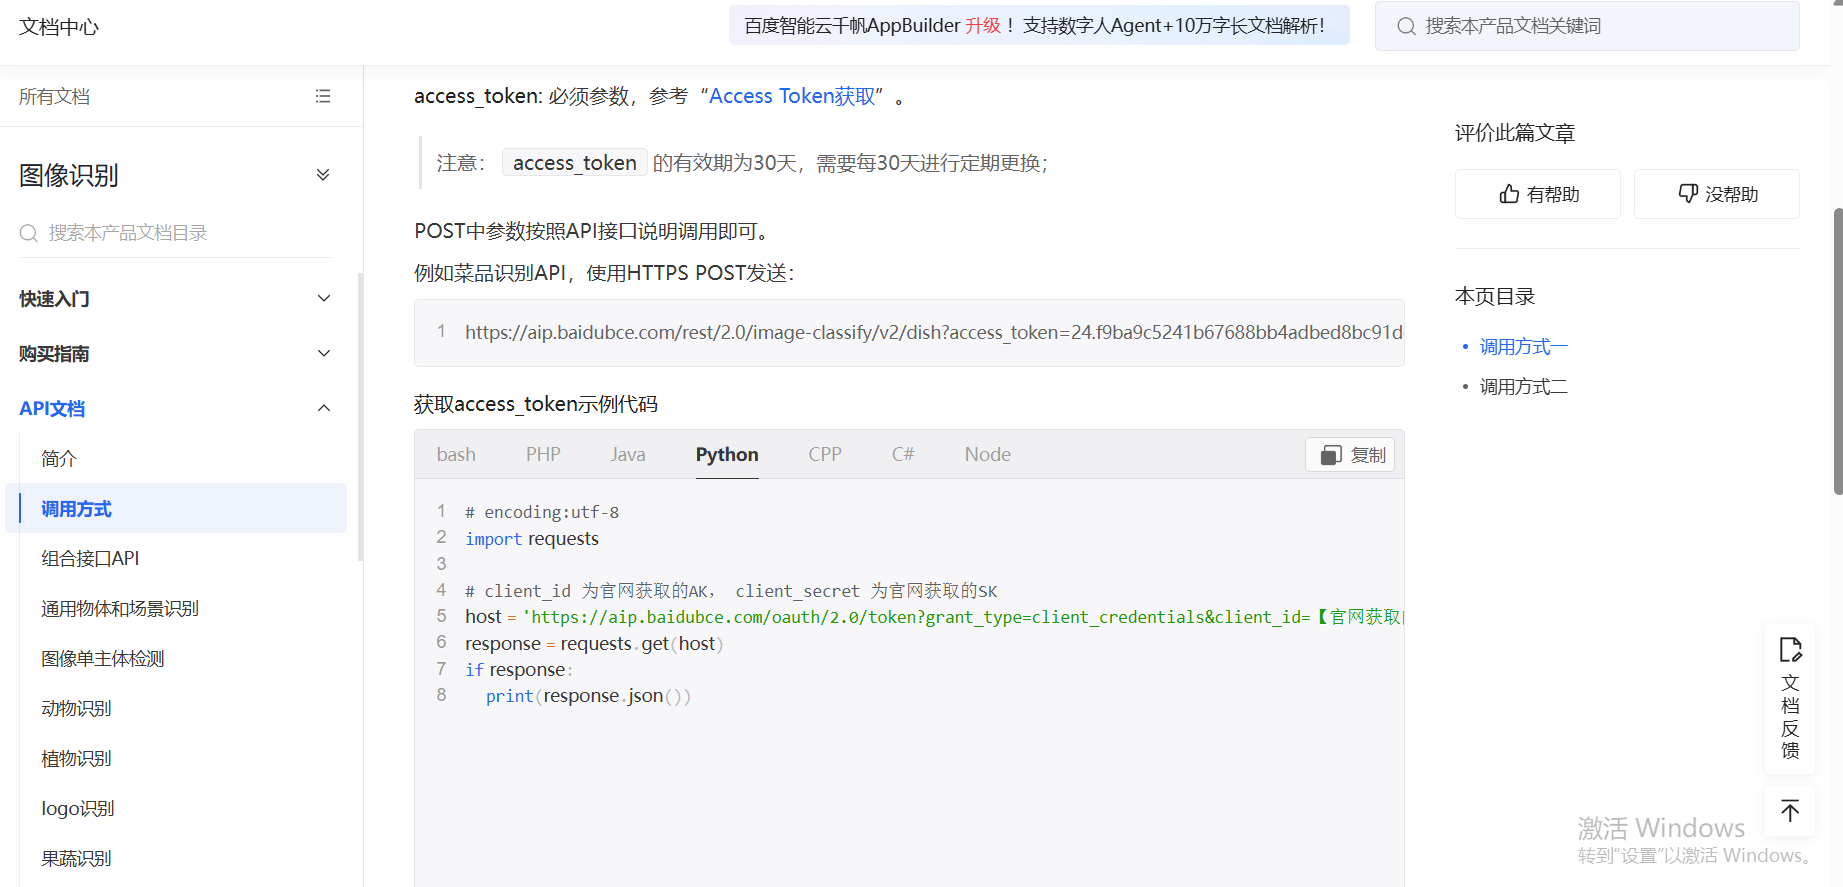 文档中心
百度智能云千帆AppBuilder 升级 ！支持数字人Agent+10万字长文档解析！
搜索本产品文档关键词
所有文档
图像识别
搜索本产品文档目录
快速入门
购买指南
API文档
简介
调用方式
组合接口API
通用物体和场景识别
图像单主体检测
动物识别
植物识别
logo识别
果蔬识别
access_token: 必须参数，参考“Access Token获取”。
注意： access_token 的有效期为30天，需要每30天进行定期更换；
POST中参数按照API接口说明调用即可。
例如菜品识别API，使用HTTPS POST发送：
1 https://aip.baidubce.com/rest/2.0/image-classify/v2/dish?access_token=24.f9ba9c5241b67688bb4adbed8bc91d
获取access_token示例代码
bash PHP Java Python CPP C# Node 复制
1 # encoding:utf-8
2 import requests
3
4 # client_id 为官网获取的AK， client_secret 为官网获取的SK
5 host = 'https://aip.baidubce.com/oauth/2.0/token?grant_type=client_credentials&client_id=【官网获取
6 response = requests.get(host)
7 if response:
8 print(response.json())
评价此篇文章
有帮助 没帮助
本页目录
调用方式一
调用方式二
文档反馈
激活 Windows
转到“设置”以激活 Windows。